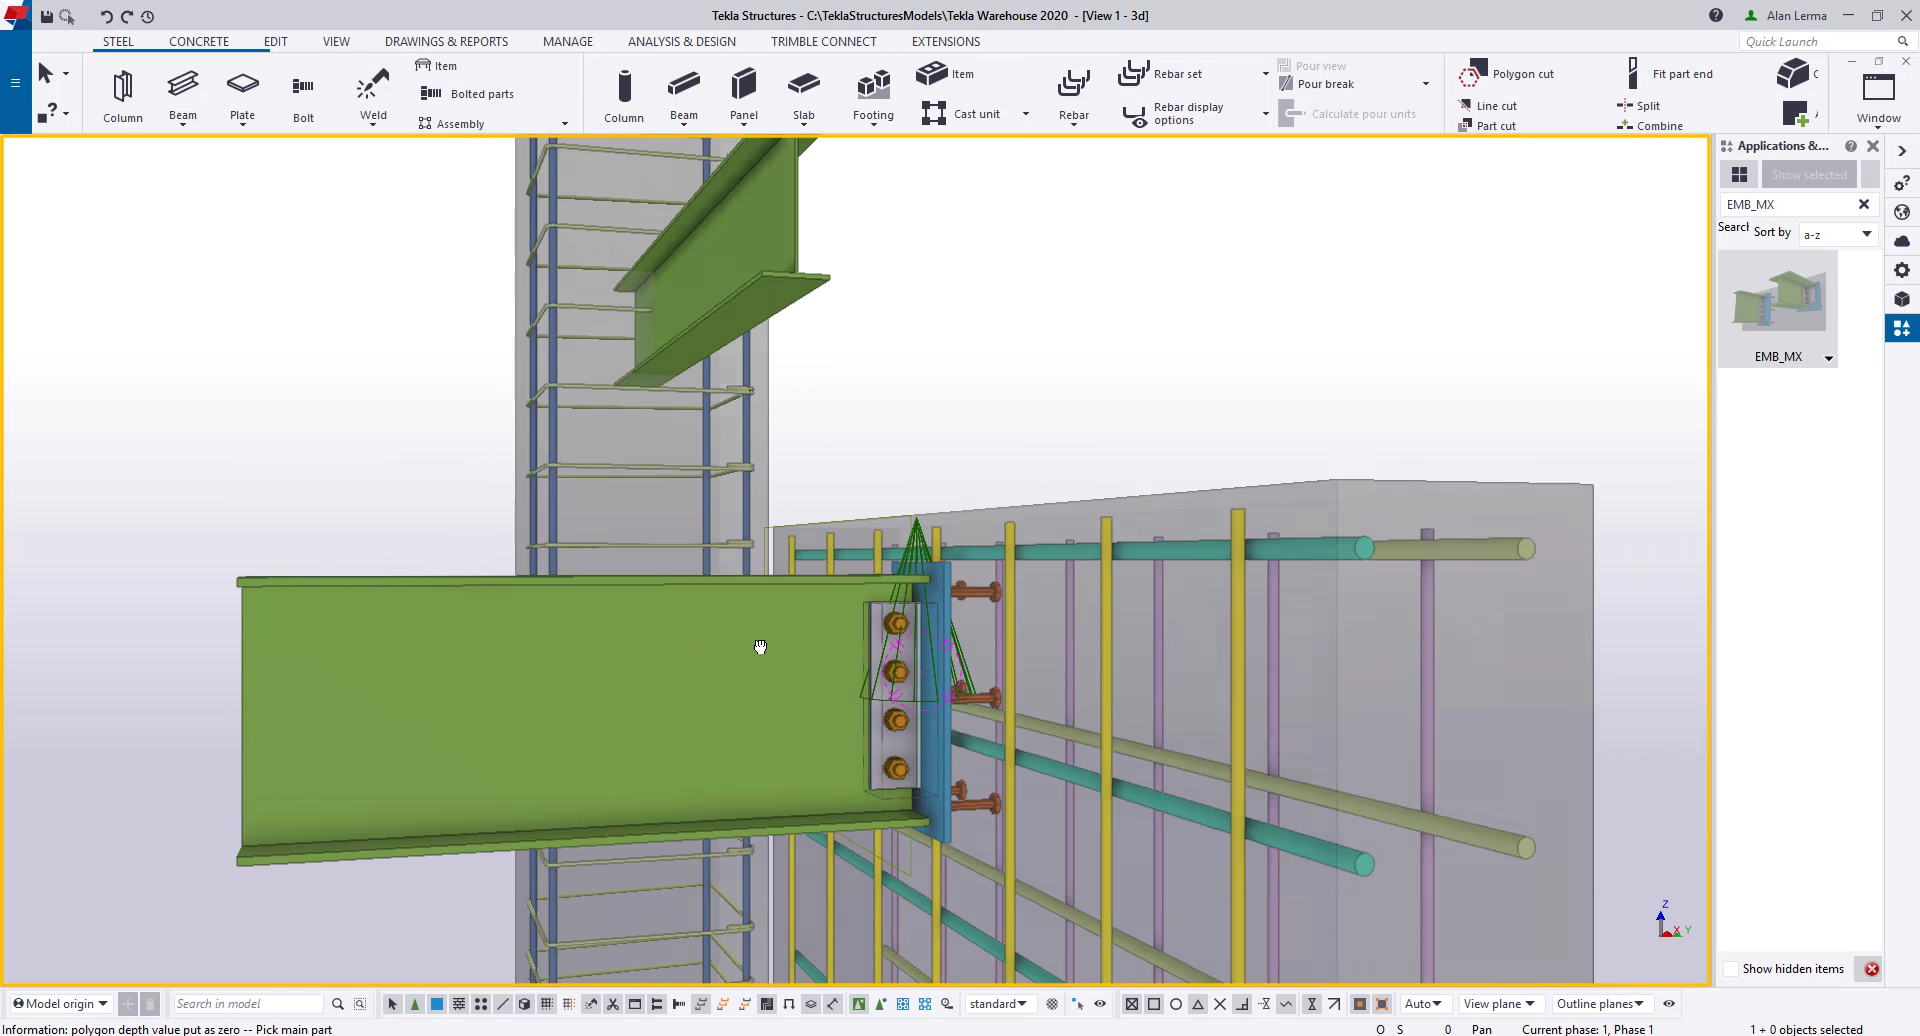 Tekla Structures - C:\TeklaStructuresModels\Tekla Warehouse 2020 - [View 1 - 3d]
Alan Lerma
STEEL CONCRETE EDIT VIEW DRAWINGS & REPORTS MANAGE ANALYSIS & DESIGN TRIMBLE CONNECT EXTENSIONS
Quick Launch
Column
Beam
Plate
Bolt
Weld
Item
Bolted parts
Assembly
Column
Beam
Panel
Slab
Footing
Item
Cast unit
Rebar
Rebar set
Rebar display
options
Pour view
Pour break
Calculate pour units
Polygon cut
Line cut
Part cut
Fit part end
Split
Combine
Window
Applications &...
Show selected
EMB_MX
Search
Sort by
a-z
EMB_MX
Z
X
Y
Show hidden items
Model origin
Search in model
standard
Auto
View plane
Outline planes
Information: polygon depth value put as zero -- Pick main part
O S 0 Pan Current phase: 1, Phase 1 1 + 0 objects selected